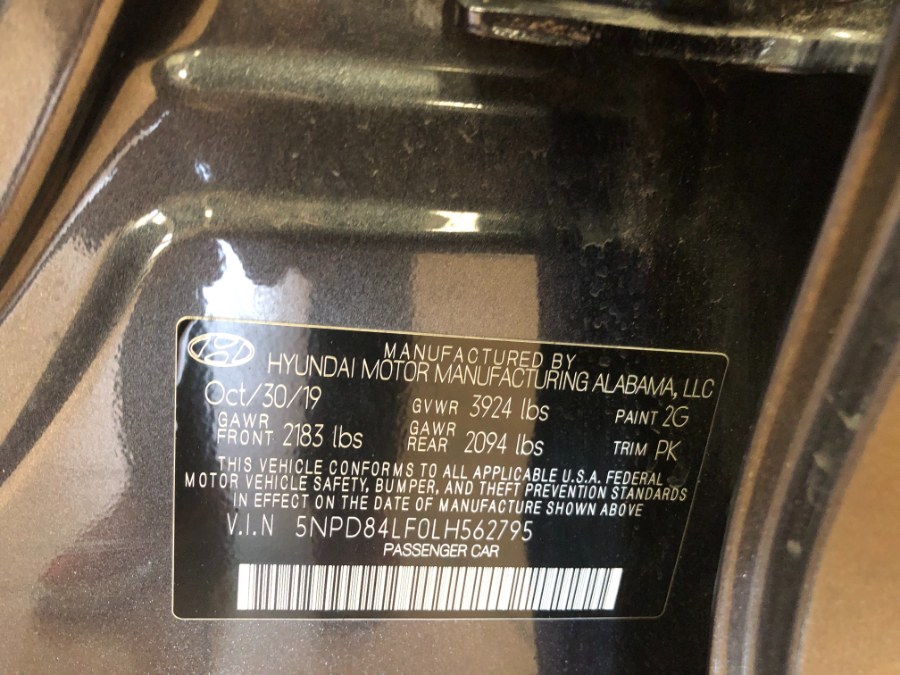 MANUFACTURED BY
HYUNDAI MOTOR MANUFACTURING ALABAMA, LLC
Oct/30/19 GVWR 3924 lbs PAINT 2G
GAWR FRONT 2183 lbs GAWR REAR 2094 lbs TRIM PK
THIS VEHICLE CONFORMS TO ALL APPLICABLE U.S.A. FEDERAL
MOTOR VEHICLE SAFETY, BUMPER, AND THEFT PREVENTION STANDARDS
IN EFFECT ON THE DATE OF MANUFACTURE SHOWN ABOVE
V.I.N 5NPD84LF0LH562795
PASSENGER CAR